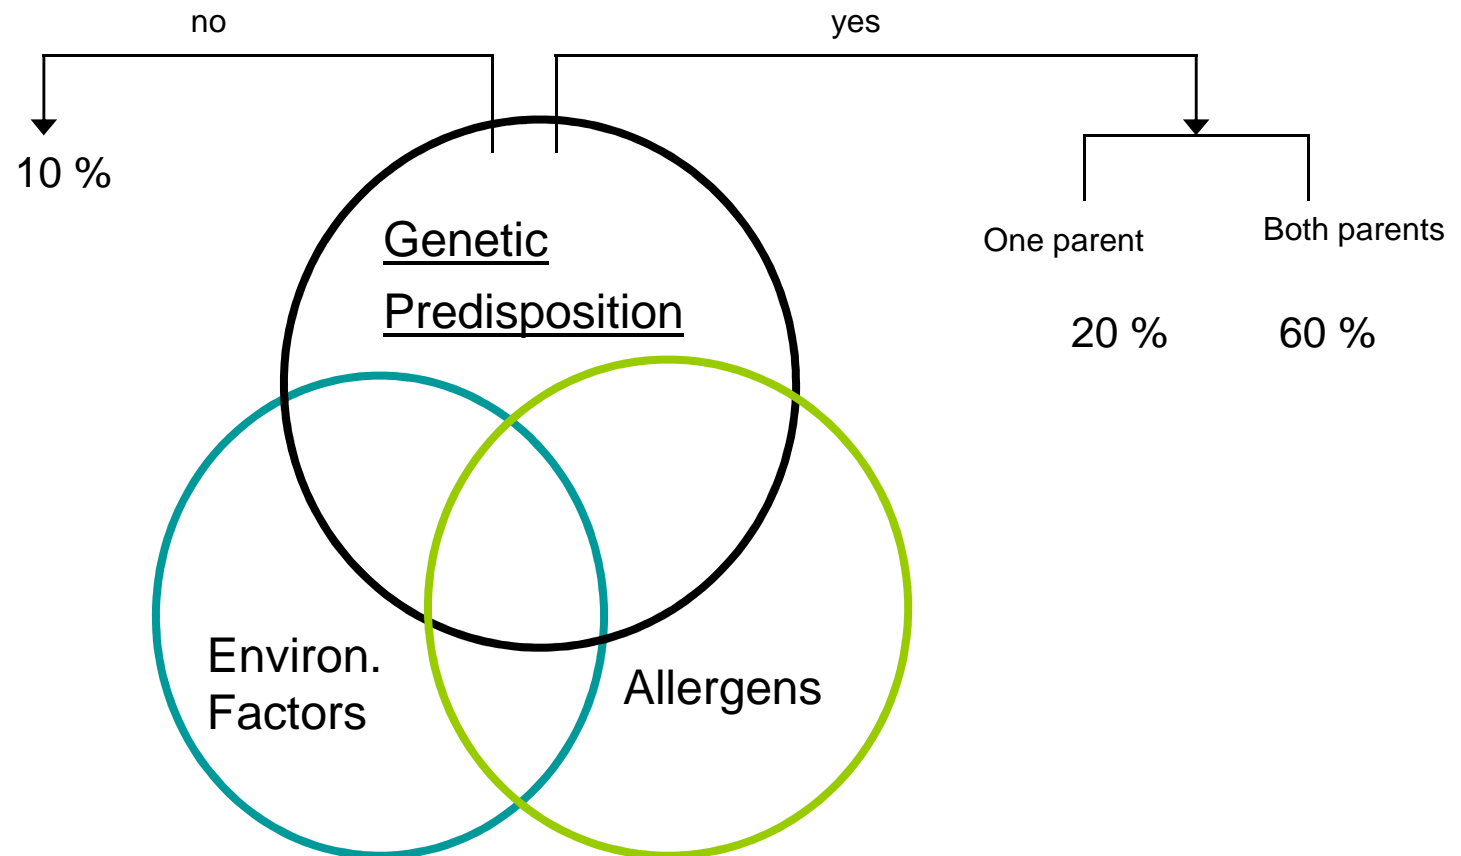 no
yes
10 %
Genetic
Predisposition
One parent
Both parents
20 %
60 %
Environ.
Factors
Allergens